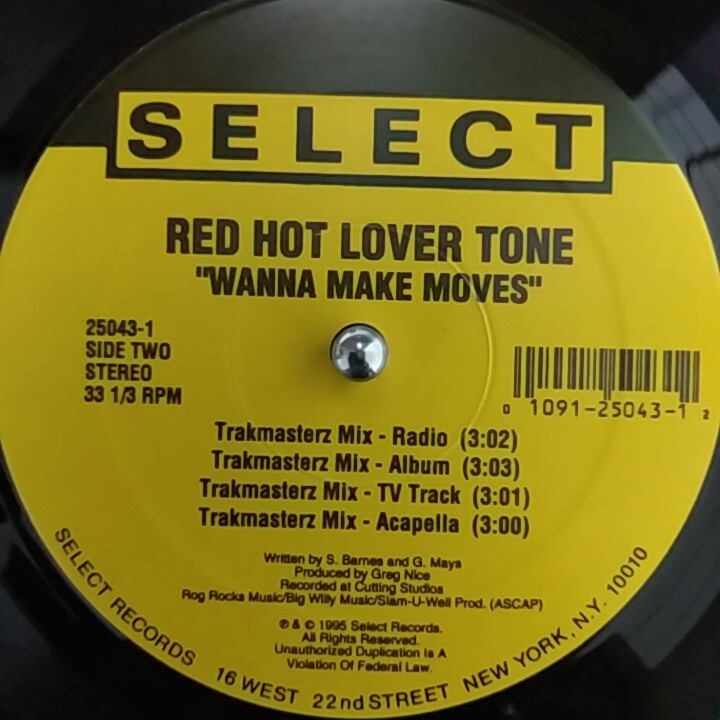 SELECT
RED HOT LOVER TONE
"WANNA MAKE MOVES"
25043-1
SIDE TWO
STEREO
33 1/3 RPM
0 1091-25043-1 2
Trakmasterz Mix - Radio (3:02)
Trakmasterz Mix - Album (3:03)
Trakmasterz Mix - TV Track (3:01)
Trakmasterz Mix - Acapella (3:00)
Written by S. Barnes and G. Mays
Produced by Greg Nice
Recorded at Cutting Studios
Rog Rocks Music/Big Willy Music/Slam-U-Well Prod. (ASCAP)
℗ & © 1995 Select Records.
All Rights Reserved.
Unauthorized Duplication Is A
Violation Of Federal Law.
SELECT RECORDS 16 WEST 22nd STREET NEW YORK, N.Y. 10010